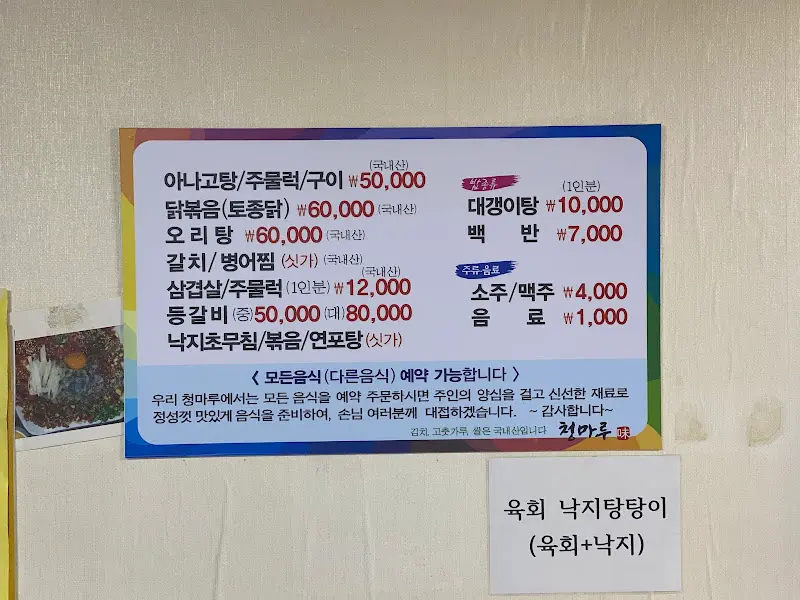 (국내산)
아나고탕/주물럭/구이 ₩50,000
닭볶음(토종닭) ₩60,000 (국내산)
오리탕 ₩60,000 (국내산)
갈치/병어찜 (싯가) (국내산)
(국내산)
삼겹살/주물럭(1인분) ₩12,000
등갈비 (중)50,000 (대)80,000
낙지초무침/볶음/연포탕(싯가)
밥종류
(1인분)
대갱이탕 ₩10,000
백 반 ₩7,000
주류·음료
소주/맥주 ₩4,000
음 료 ₩1,000
< 모든음식(다른음식) 예약 가능합니다 >
우리 청마루에서는 모든 음식을 예약 주문하시면 주인의 양심을 걸고 신선한 재료로
정성껏 맛있게 음식을 준비하여, 손님 여러분께 대접하겠습니다. ~ 감사합니다~
김치, 고춧가루, 쌀은 국내산입니다 청마루 味
육회 낙지탕탕이
(육회+낙지)